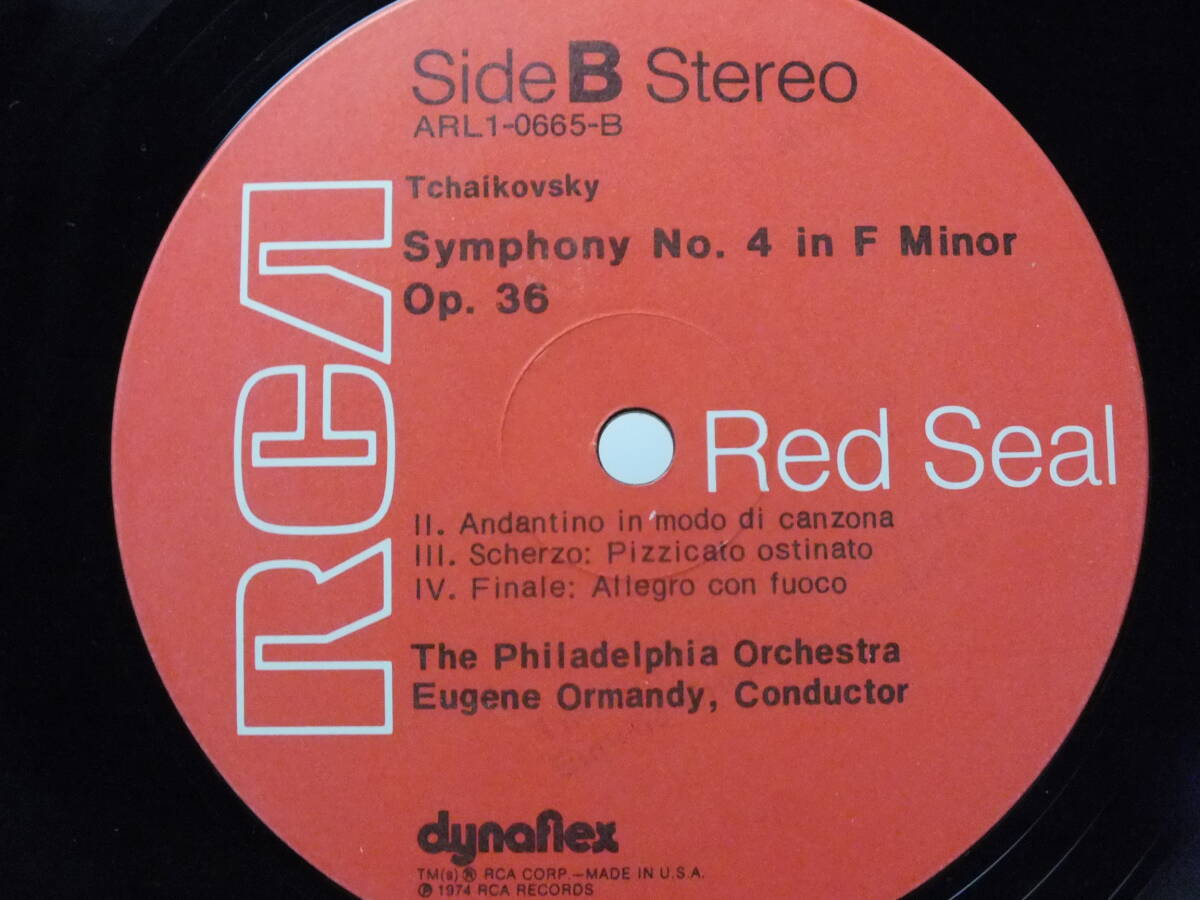 Side B Stereo
ARL1-0665-B
Tchaikovsky
Symphony No. 4 in F Minor
Op. 36
RCA
Red Seal
II. Andantino in modo di canzona
III. Scherzo: Pizzicato ostinato
IV. Finale: Allegro con fuoco
The Philadelphia Orchestra
Eugene Ormandy, Conductor
dynaflex
TM(s) ® RCA CORP.—MADE IN U.S.A.
℗ 1974 RCA RECORDS